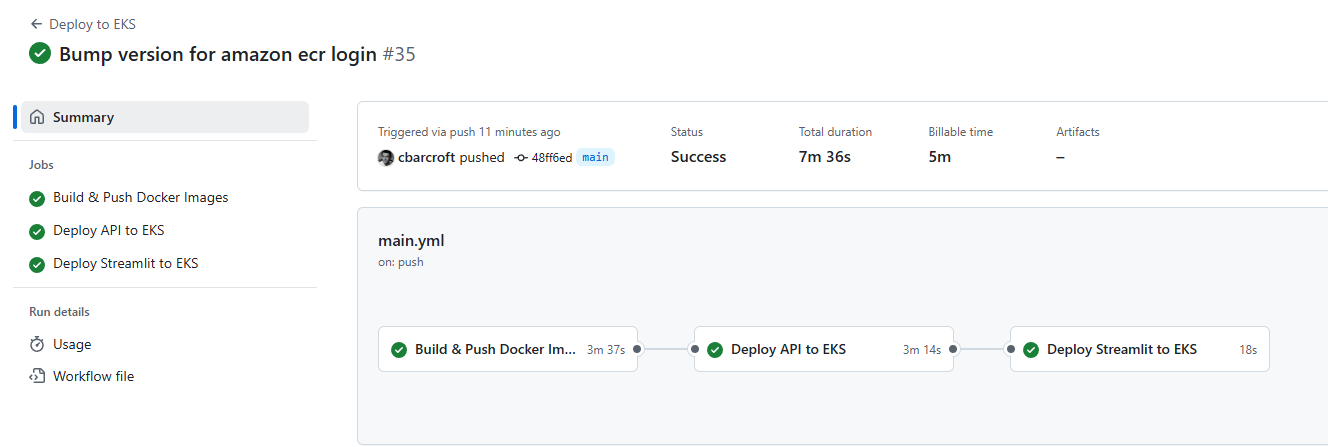 Deploy to EKS
Bump version for amazon ecr login #35
Summary
Jobs
Build & Push Docker Images
Deploy API to EKS
Deploy Streamlit to EKS
Run details
Usage
Workflow file
Triggered via push 11 minutes ago
cbarcroft pushed 48ff6ed main
Status
Success
Total duration
7m 36s
Billable time
5m
Artifacts
–
main.yml
on: push
Build & Push Docker Im... 3m 37s
Deploy API to EKS 3m 14s
Deploy Streamlit to EKS 18s